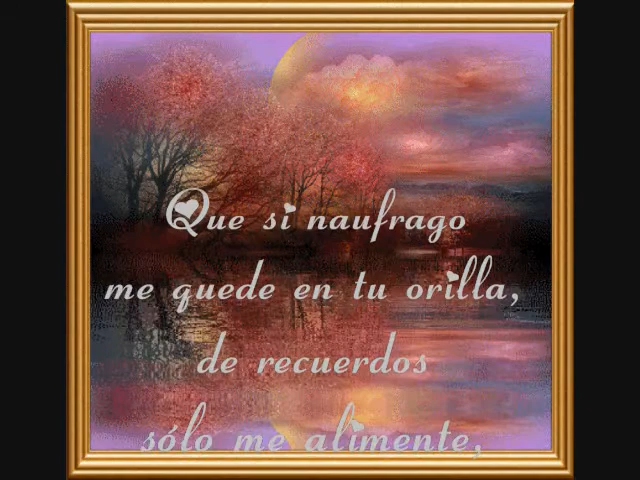 Que si naufrago
me quede en tu orilla,
de recuerdos
sólo me alimente,